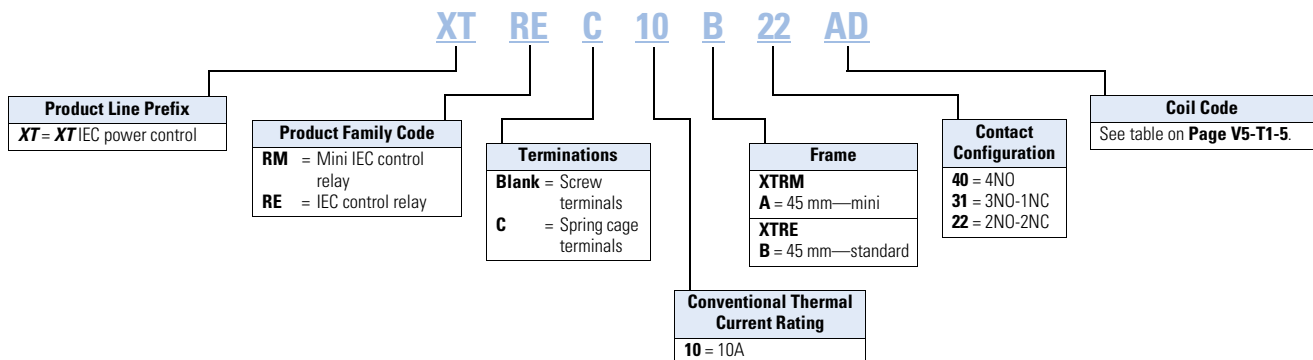 XT RE C 10 B 22 AD
Product Line Prefix
XT = XT IEC power control
Product Family Code
RM = Mini IEC control
relay
RE = IEC control relay
Terminations
Blank = Screw
terminals
C = Spring cage
terminals
Conventional Thermal
Current Rating
10 = 10A
Frame
XTRM
A = 45 mm—mini
XTRE
B = 45 mm—standard
Contact
Configuration
40 = 4NO
31 = 3NO-1NC
22 = 2NO-2NC
Coil Code
See table on Page V5-T1-5.